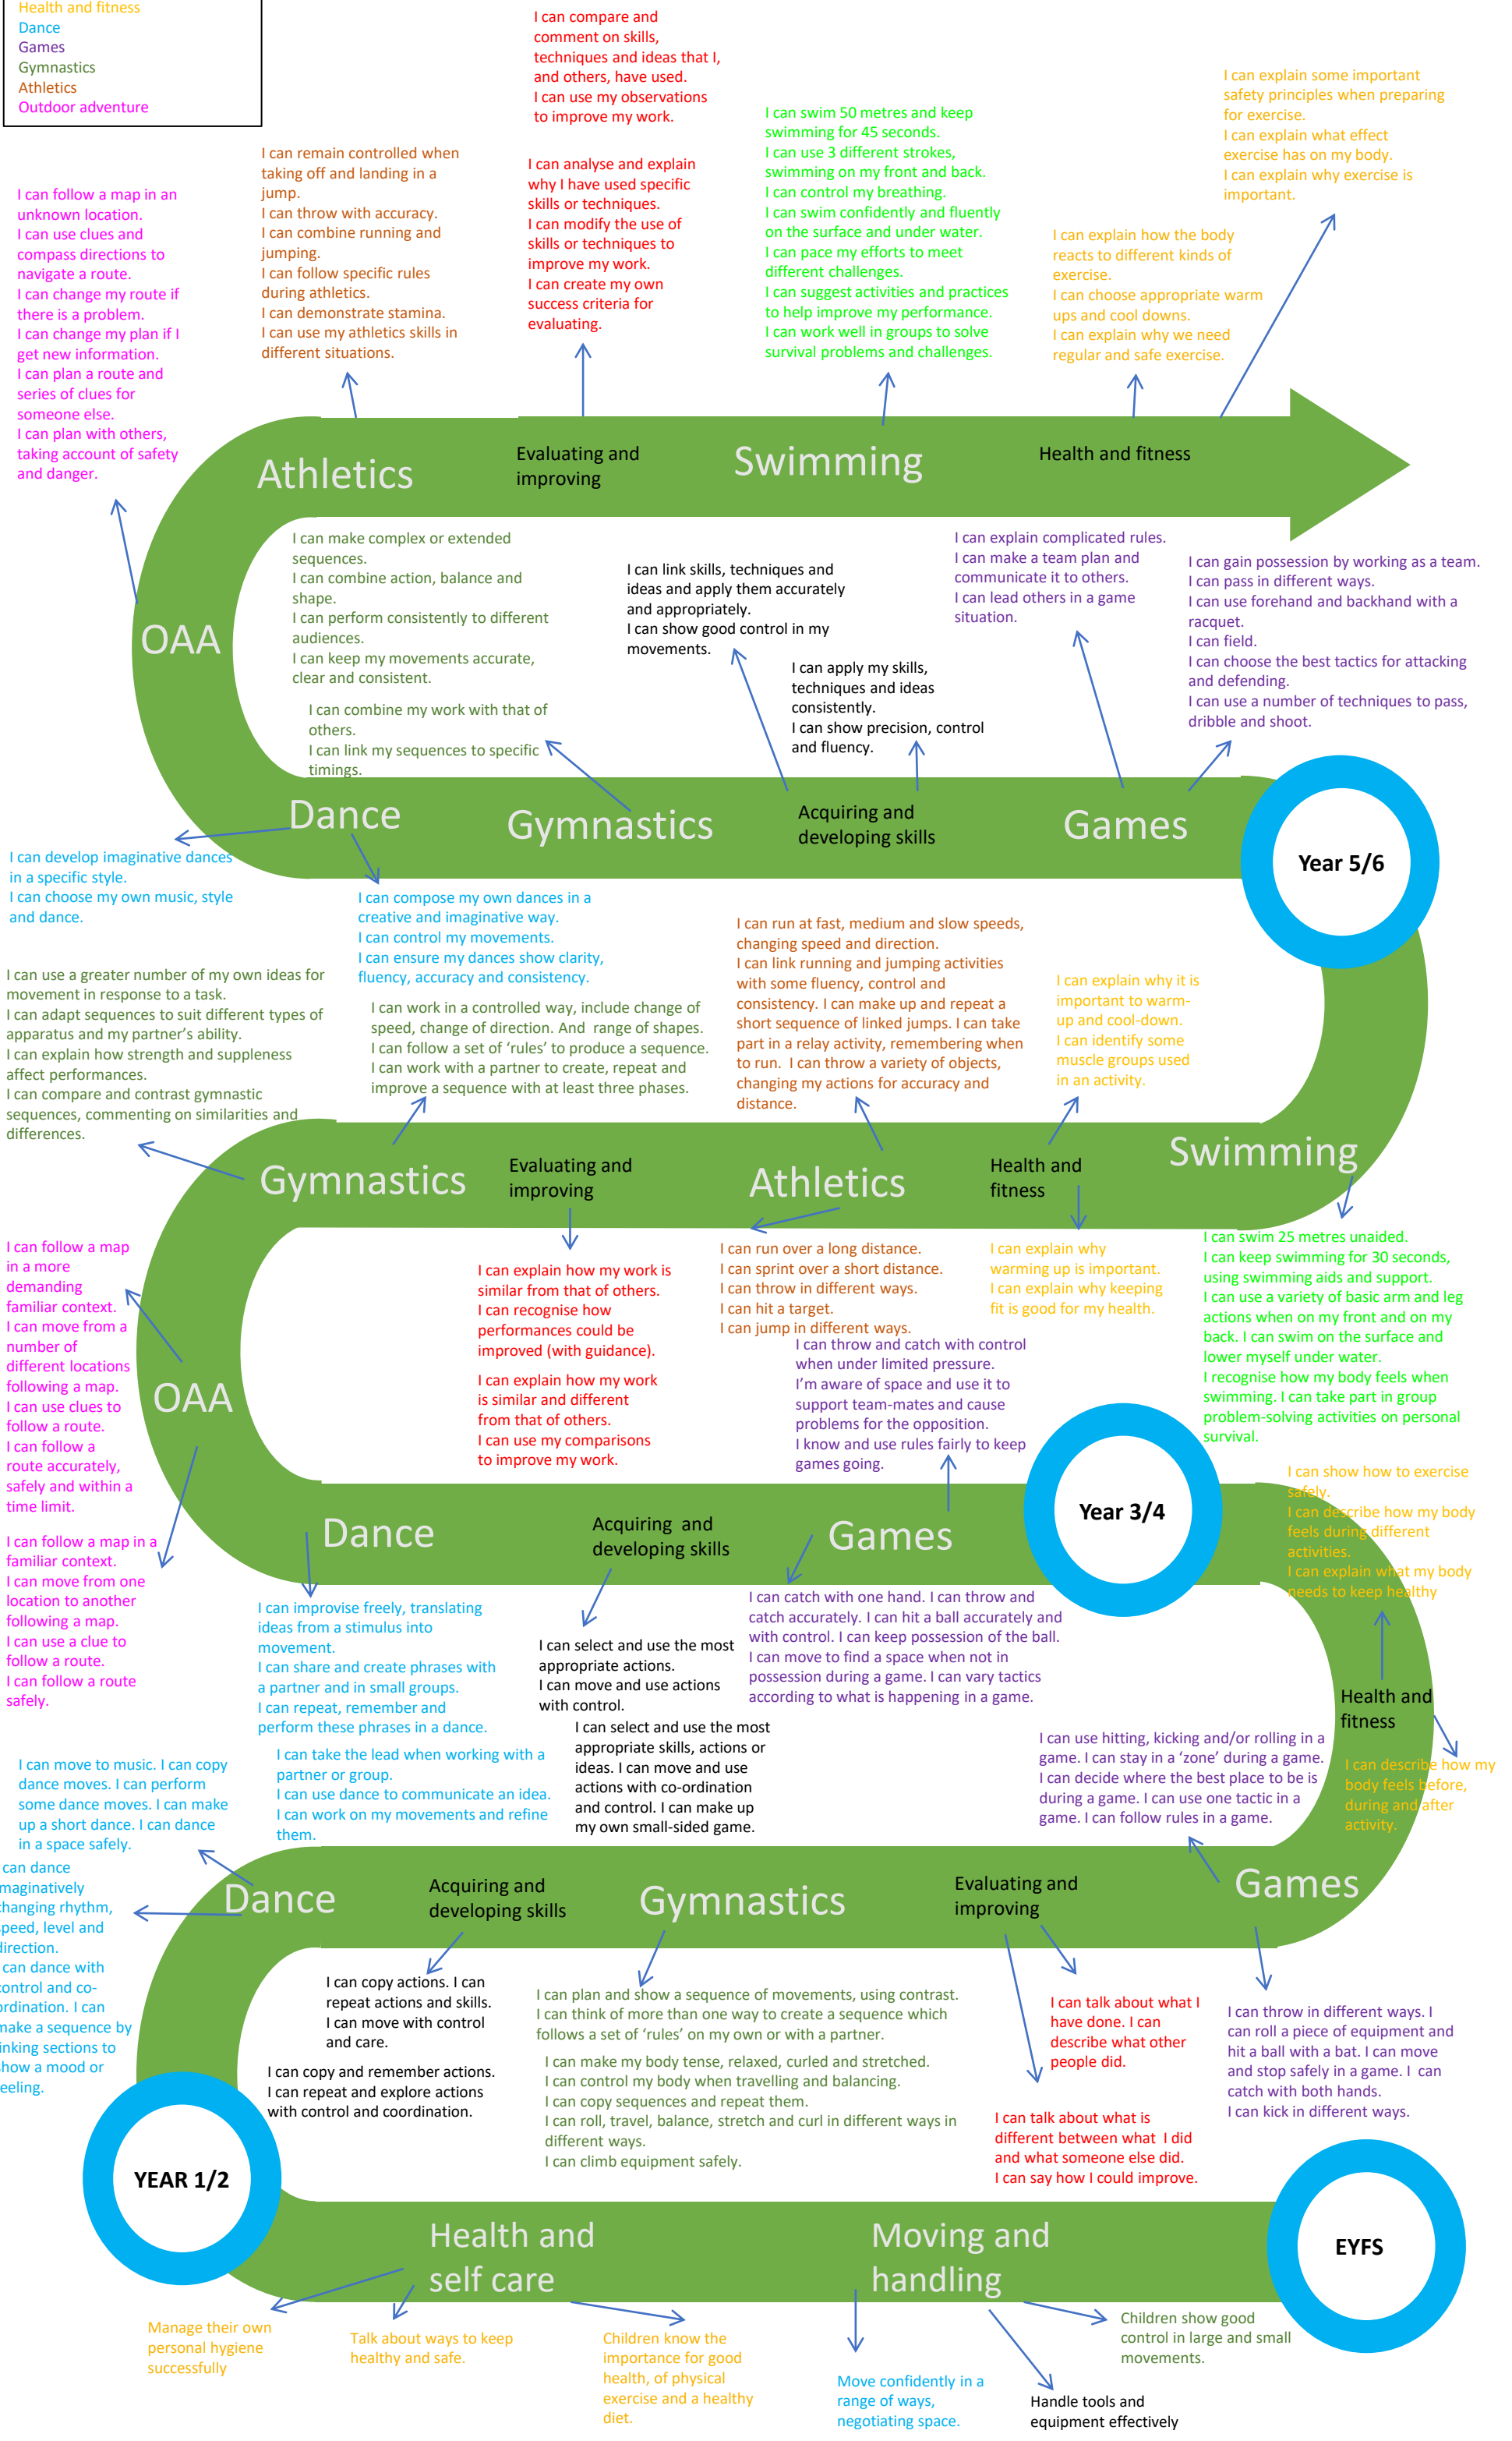 Health and fitness
Dance
Games
Gymnastics
Athletics
Outdoor adventure
I can compare and
comment on skills,
techniques and ideas that I,
and others, have used.
I can use my observations
to improve my work.
I can explain some important
safety principles when preparing
for exercise.
I can explain what effect
exercise has on my body.
I can explain why exercise is
important.
I can follow a map in an
unknown location.
I can use clues and
compass directions to
navigate a route.
I can change my route if
there is a problem.
I can change my plan if I
get new information.
I can plan a route and
series of clues for
someone else.
I can plan with others,
taking account of safety
and danger.
I can remain controlled when
taking off and landing in a
jump.
I can throw with accuracy.
I can combine running and
jumping.
I can follow specific rules
during athletics.
I can demonstrate stamina.
I can use my athletics skills in
different situations.
I can analyse and explain
why I have used specific
skills or techniques.
I can modify the use of
skills or techniques to
improve my work.
I can create my own
success criteria for
evaluating.
I can swim 50 metres and keep
swimming for 45 seconds.
I can use 3 different strokes,
swimming on my front and back.
I can control my breathing.
I can swim confidently and fluently
on the surface and under water.
I can pace my efforts to meet
different challenges.
I can suggest activities and practices
to help improve my performance.
I can work well in groups to solve
survival problems and challenges.
I can explain how the body
reacts to different kinds of
exercise.
I can choose appropriate warm
ups and cool downs.
I can explain why we need
regular and safe exercise.
Athletics
Evaluating and
improving
Swimming
Health and fitness
OAA
I can make complex or extended
sequences.
I can combine action, balance and
shape.
I can perform consistently to different
audiences.
I can keep my movements accurate,
clear and consistent.
I can combine my work with that of
others.
I can link my sequences to specific
timings.
I can link skills, techniques and
ideas and apply them accurately
and appropriately.
I can show good control in my
movements.
I can apply my skills,
techniques and ideas
consistently.
I can show precision, control
and fluency.
I can explain complicated rules.
I can make a team plan and
communicate it to others.
I can lead others in a game
situation.
I can gain possession by working as a team.
I can pass in different ways.
I can use forehand and backhand with a
racquet.
I can field.
I can choose the best tactics for attacking
and defending.
I can use a number of techniques to pass,
dribble and shoot.
Dance
Gymnastics
Acquiring and
developing skills
Games
Year 5/6
I can develop imaginative dances
in a specific style.
I can choose my own music, style
and dance.
I can compose my own dances in a
creative and imaginative way.
I can control my movements.
I can ensure my dances show clarity,
fluency, accuracy and consistency.
I can use a greater number of my own ideas for
movement in response to a task.
I can adapt sequences to suit different types of
apparatus and my partner’s ability.
I can explain how strength and suppleness
affect performances.
I can compare and contrast gymnastic
sequences, commenting on similarities and
differences.
I can work in a controlled way, include change of
speed, change of direction. And  range of shapes.
I can follow a set of ‘rules’ to produce a sequence.
I can work with a partner to create, repeat and
improve a sequence with at least three phases.
I can run at fast, medium and slow speeds,
changing speed and direction.
I can link running and jumping activities
with some fluency, control and
consistency. I can make up and repeat a
short sequence of linked jumps. I can take
part in a relay activity, remembering when
to run.  I can throw a variety of objects,
changing my actions for accuracy and
distance.
I can explain why it is
important to warm-
up and cool-down.
I can identify some
muscle groups used
in an activity.
Gymnastics
Evaluating and
improving
Athletics
Health and
fitness
Swimming
I can follow a map
in a more
demanding
familiar context.
I can move from a
number of
different locations
following a map.
I can use clues to
follow a route.
I can follow a
route accurately,
safely and within a
time limit.
OAA
I can explain how my work is
similar from that of others.
I can recognise how
performances could be
improved (with guidance).
I can explain how my work
is similar and different
from that of others.
I can use my comparisons
to improve my work.
I can run over a long distance.
I can sprint over a short distance.
I can throw in different ways.
I can hit a target.
I can jump in different ways.
I can explain why
warming up is important.
I can explain why keeping
fit is good for my health.
I can throw and catch with control
when under limited pressure.
I’m aware of space and use it to
support team-mates and cause
problems for the opposition.
I know and use rules fairly to keep
games going.
I can swim 25 metres unaided.
I can keep swimming for 30 seconds,
using swimming aids and support.
I can use a variety of basic arm and leg
actions when on my front and on my
back. I can swim on the surface and
lower myself under water.
I recognise how my body feels when
swimming. I can take part in group
problem-solving activities on personal
survival.
I can follow a map in a
familiar context.
I can move from one
location to another
following a map.
I can use a clue to
follow a route.
I can follow a route
safely.
Dance
Acquiring  and
developing skills
Games
Year 3/4
I can show how to exercise
safely.
I can describe how my body
feels during different
activities.
I can explain what my body
needs to keep healthy
I can improvise freely, translating
ideas from a stimulus into
movement.
I can share and create phrases with
a partner and in small groups.
I can repeat, remember and
perform these phrases in a dance.
I can take the lead when working with a
partner or group.
I can use dance to communicate an idea.
I can work on my movements and refine
them.
I can select and use the most
appropriate actions.
I can move and use actions
with control.
I can select and use the most
appropriate skills, actions or
ideas. I can move and use
actions with co-ordination
and control. I can make up
my own small-sided game.
I can catch with one hand. I can throw and
catch accurately. I can hit a ball accurately and
with control. I can keep possession of the ball.
I can move to find a space when not in
possession during a game. I can vary tactics
according to what is happening in a game.
Health and
fitness
I can describe how my
body feels before,
during and after
activity.
I can use hitting, kicking and/or rolling in a
game. I can stay in a ‘zone’ during a game.
I can decide where the best place to be is
during a game. I can use one tactic in a
game. I can follow rules in a game.
I can move to music. I can copy
dance moves. I can perform
some dance moves. I can make
up a short dance. I can dance
in a space safely.
can dance
maginatively
hanging rhythm,
peed, level and
irection.
can dance with
ontrol and co-
rdination. I can
make a sequence by
inking sections to
how a mood or
eeling.
Dance
Acquiring and
developing skills
Gymnastics
Evaluating and
improving
Games
I can copy actions. I can
repeat actions and skills.
I can move with control
and care.
I can copy and remember actions.
I can repeat and explore actions
with control and coordination.
I can plan and show a sequence of movements, using contrast.
I can think of more than one way to create a sequence which
follows a set of ‘rules’ on my own or with a partner.
I can make my body tense, relaxed, curled and stretched.
I can control my body when travelling and balancing.
I can copy sequences and repeat them.
I can roll, travel, balance, stretch and curl in different ways in
different ways.
I can climb equipment safely.
I can talk about what I
have done. I can
describe what other
people did.
I can talk about what is
different between what  I did
and what someone else did.
I can say how I could improve.
I can throw in different ways. I
can roll a piece of equipment and
hit a ball with a bat. I can move
and stop safely in a game. I  can
catch with both hands.
I can kick in different ways.
YEAR 1/2
Health and
self care
Moving and
handling
EYFS
Manage their own
personal hygiene
successfully
Talk about ways to keep
healthy and safe.
Children know the
importance for good
health, of physical
exercise and a healthy
diet.
Move confidently in a
range of ways,
negotiating space.
Handle tools and
equipment effectively
Children show good
control in large and small
movements.